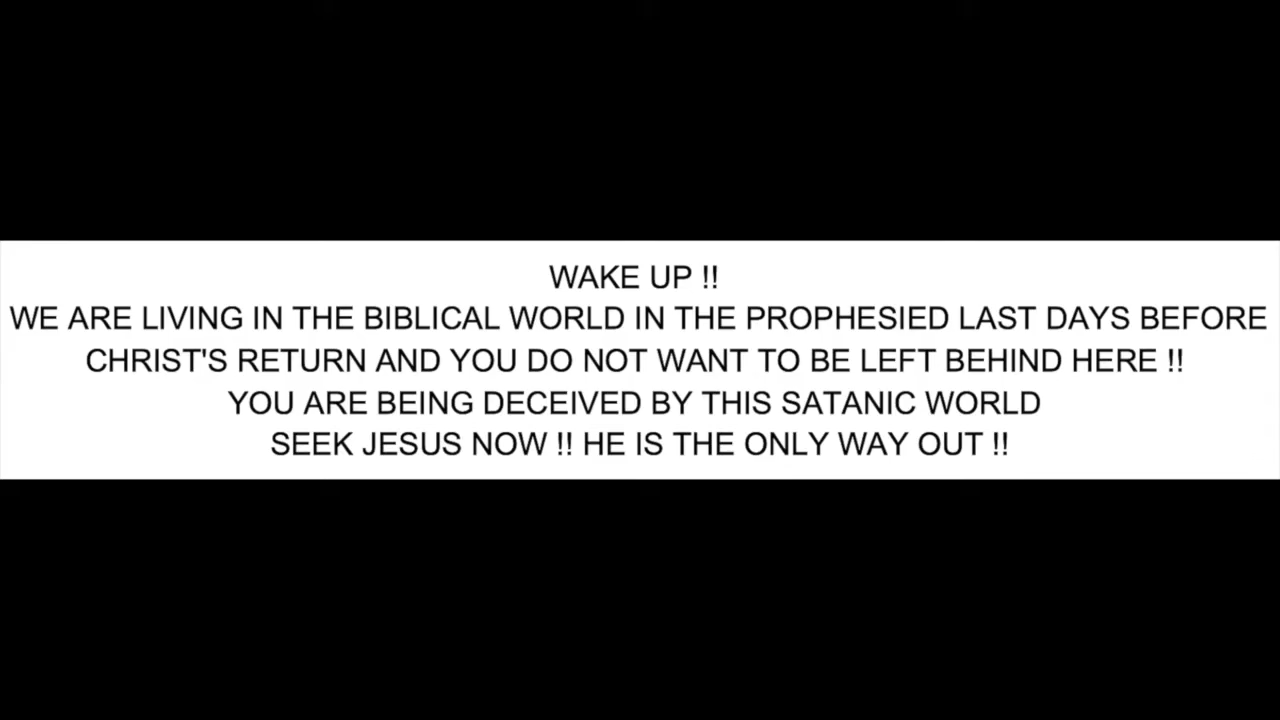 WAKE UP !!
WE ARE LIVING IN THE BIBLICAL WORLD IN THE PROPHESIED LAST DAYS BEFORE
CHRIST'S RETURN AND YOU DO NOT WANT TO BE LEFT BEHIND HERE !!
YOU ARE BEING DECEIVED BY THIS SATANIC WORLD
SEEK JESUS NOW !! HE IS THE ONLY WAY OUT !!